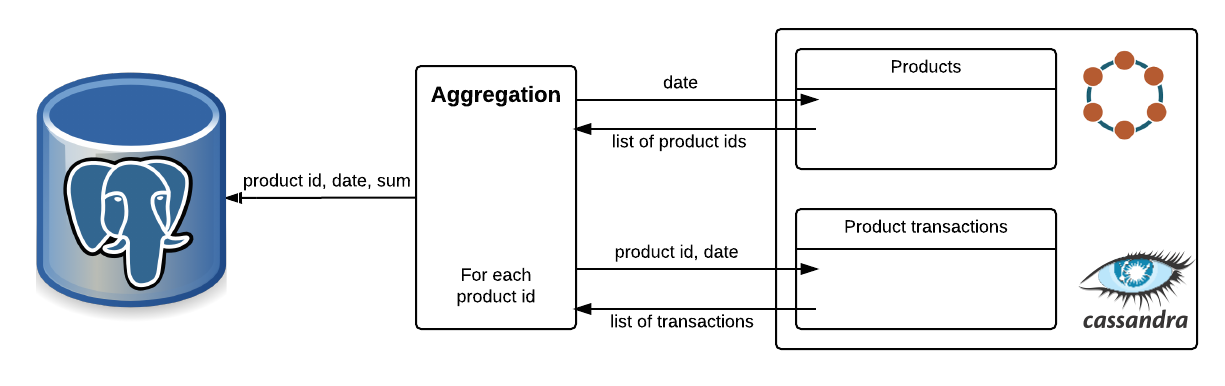 Products
Aggregation
date
list of product ids
product id, date, sum
Product transactions
product id, date
For each
product id
list of transactions
cassandra